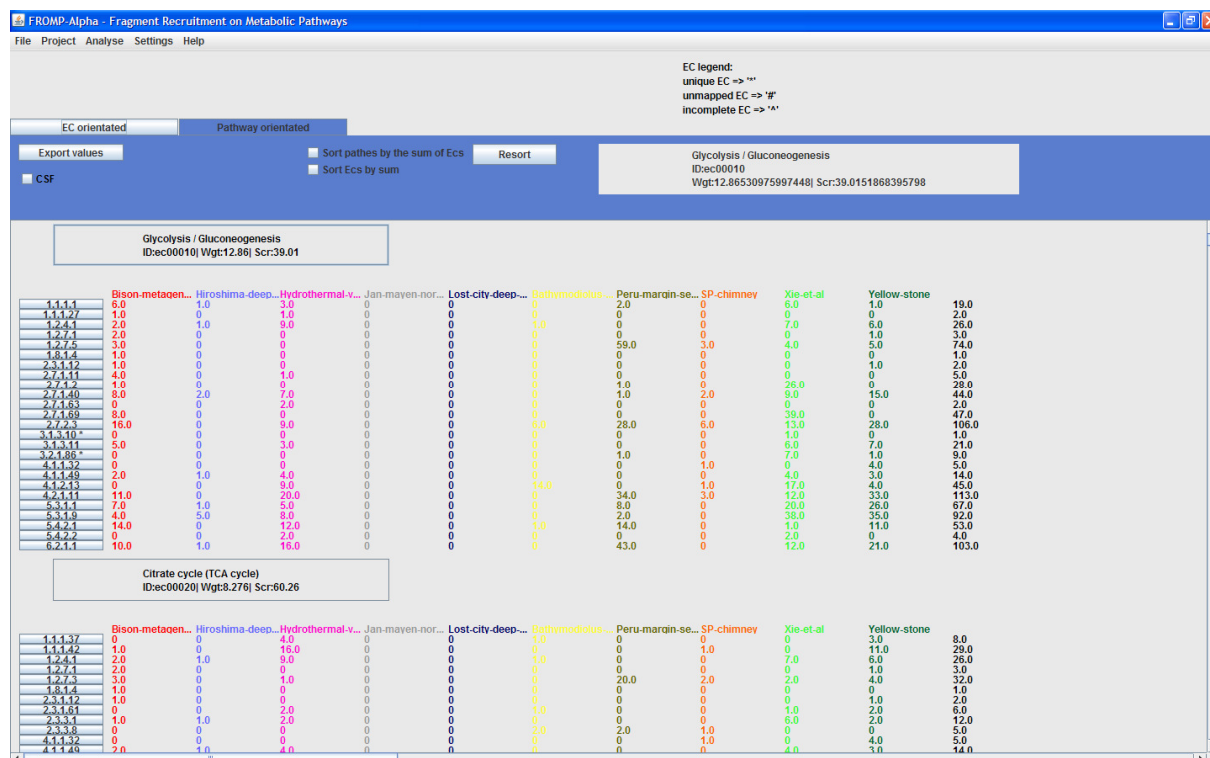 FROMP-Alpha - Fragment Recruitment on Metabolic Pathways
File Project Analyse Settings Help
EC legend:
unique EC => '*'
unmapped EC => '#'
incomplete EC => '^'
EC orientated Pathway orientated
Export values Sort pathes by the sum of Ecs Resort
CSF Sort Ecs by sum
Glycolysis / Gluconeogenesis
ID:ec00010
Wgt:12.86530975997448| Scr:39.0151868395798
Glycolysis / Gluconeogenesis
ID:ec00010| Wgt:12.86| Scr:39.01
Bison-metagen... Hiroshima-deep... Hydrothermal-v... Jan-mayen-nor... Lost-city-deep-... Peru-margin-se... SP-chimney Xie-et-al Yellow-stone
1.1.1.1 6.0 1.0 3.0 0 0 2.0 0 6.0 1.0 19.0
1.1.1.27 1.0 0 1.0 0 0 0 0 0 0 2.0
1.2.4.1 2.0 1.0 9.0 0 0 0 0 7.0 6.0 26.0
1.2.7.1 2.0 0 0 0 0 0 0 0 1.0 3.0
1.2.7.5 3.0 0 0 0 0 59.0 3.0 4.0 5.0 74.0
1.8.1.4 1.0 0 0 0 0 0 0 0 0 1.0
2.3.1.12 1.0 0 0 0 0 0 0 0 1.0 2.0
2.7.1.11 4.0 0 1.0 0 0 0 0 0 0 5.0
2.7.1.2 1.0 0 0 0 0 1.0 0 26.0 0 28.0
2.7.1.40 8.0 2.0 7.0 0 0 1.0 2.0 9.0 15.0 44.0
2.7.1.63 0 0 2.0 0 0 0 0 0 0 2.0
2.7.1.69 8.0 0 0 0 0 0 0 39.0 0 47.0
2.7.2.3 16.0 0 9.0 0 0 28.0 6.0 13.0 28.0 106.0
3.1.3.10 * 0 0 0 0 0 0 0 1.0 0 1.0
3.1.3.11 5.0 0 3.0 0 0 0 0 6.0 7.0 21.0
3.2.1.86 * 0 0 0 0 0 1.0 0 7.0 1.0 9.0
4.1.1.32 0 0 0 0 0 0 1.0 0 4.0 5.0
4.1.1.49 2.0 1.0 4.0 0 0 0 0 4.0 3.0 14.0
4.1.2.13 0 0 9.0 0 0 0 1.0 17.0 4.0 45.0
4.2.1.11 11.0 0 20.0 0 0 34.0 3.0 12.0 33.0 113.0
5.3.1.1 7.0 1.0 5.0 0 0 8.0 0 20.0 26.0 67.0
5.3.1.9 4.0 5.0 8.0 0 0 2.0 0 38.0 35.0 92.0
5.4.2.1 14.0 0 12.0 0 0 14.0 0 1.0 11.0 53.0
5.4.2.2 0 0 2.0 0 0 0 0 2.0 0 4.0
6.2.1.1 10.0 1.0 16.0 0 0 43.0 0 12.0 21.0 103.0
Citrate cycle (TCA cycle)
ID:ec00020| Wgt:8.276| Scr:60.26
Bison-metagen... Hiroshima-deep... Hydrothermal-v... Jan-mayen-nor... Lost-city-deep-... Peru-margin-se... SP-chimney Xie-et-al Yellow-stone
1.1.1.37 0 0 4.0 0 0 0 0 0 3.0 8.0
1.1.1.42 1.0 0 16.0 0 0 0 1.0 0 11.0 29.0
1.2.4.1 2.0 1.0 9.0 0 0 0 0 7.0 6.0 26.0
1.2.7.1 2.0 0 0 0 0 0 0 0 1.0 3.0
1.2.7.3 3.0 0 1.0 0 0 20.0 2.0 2.0 4.0 32.0
1.8.1.4 1.0 0 0 0 0 0 0 0 0 1.0
2.3.1.12 1.0 0 0 0 0 0 0 0 1.0 2.0
2.3.1.61 0 0 2.0 0 0 0 0 1.0 2.0 6.0
2.3.3.1 1.0 1.0 2.0 0 0 0 0 6.0 2.0 12.0
2.3.3.8 0 0 0 0 0 2.0 1.0 0 0 5.0
4.1.1.32 0 0 0 0 0 0 1.0 0 4.0 5.0
4.1.1.49 2.0 1.0 4.0 0 0 0 0 4.0 3.0 14.0